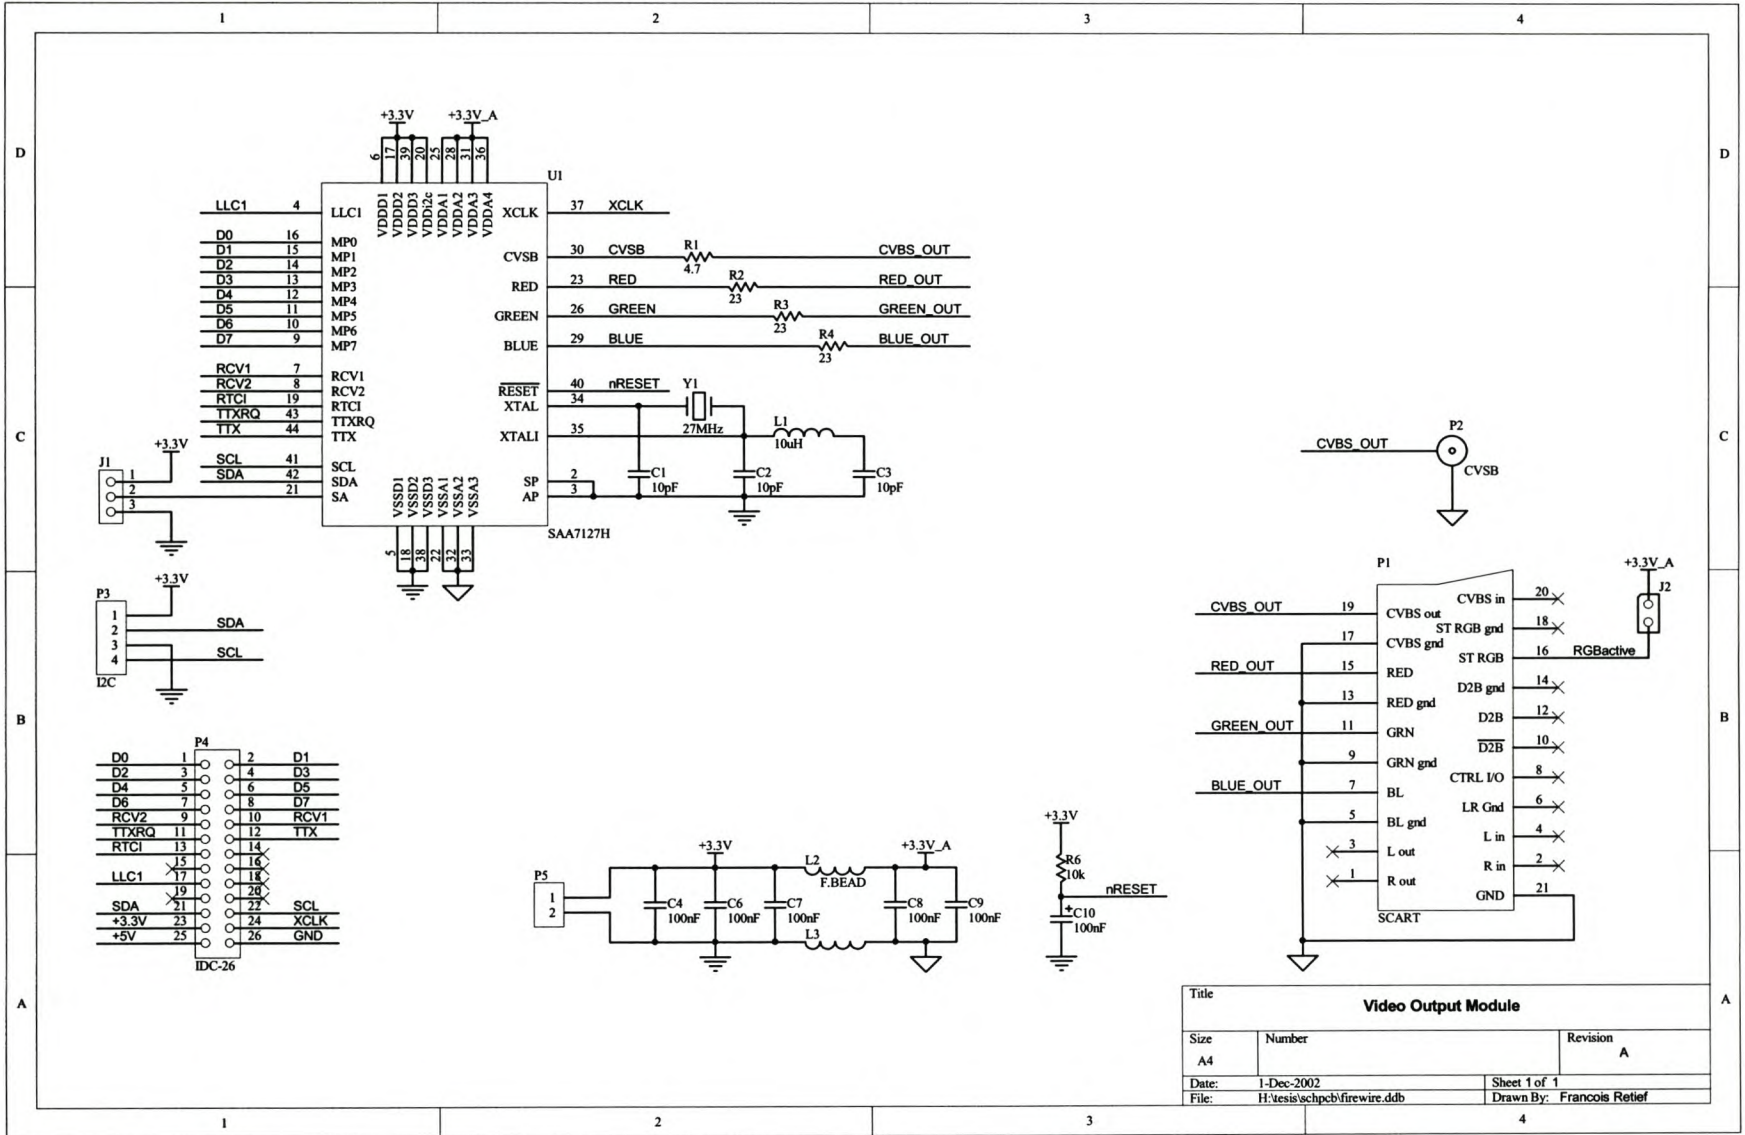 1 2 3 4
D D
+3.3V +3.3V_A
6 17 39 20 25 28 31 36
U1
VDDD1 VDDD2 VDDD3 VDDi2c VDDA1 VDDA2 VDDA3 VDDA4
LLC1 4 LLC1 XCLK 37 XCLK
D0 16 MP0
D1 15 MP1 CVSB 30 CVSB R1 4.7 CVBS_OUT
D2 14 MP2
D3 13 MP3 RED 23 RED R2 23 RED_OUT
D4 12 MP4
D5 11 MP5 GREEN 26 GREEN R3 23 GREEN_OUT
D6 10 MP6
D7 9 MP7 BLUE 29 BLUE R4 23 BLUE_OUT
RCV1 7 RCV1
RCV2 8 RCV2 RESET 40 nRESET
RTCI 19 RTCI XTAL 34 Y1 27MHz
TTXRQ 43 TTXRQ
TTX 44 TTX XTALI 35 L1 10uH
SCL 41 SCL
SDA 42 SDA SP 2
21 SA AP 3
C1 10pF C2 10pF C3 10pF
VSSD1 VSSD2 VSSD3 VSSA1 VSSA2 VSSA3
5 18 38 22 32 33
SAA7127H
C C
J1 +3.3V
1
2
3
P3 +3.3V
1
2 SDA
3
4 SCL
I2C
P2
CVBS_OUT
CVSB
P1
+3.3V_A
J2
CVBS_OUT 19 CVBS out CVBS in 20
17 CVBS gnd ST RGB gnd 18
RED_OUT 15 RED ST RGB 16 RGBactive
13 RED gnd D2B gnd 14
GREEN_OUT 11 GRN D2B 12
9 GRN gnd D2B 10
BLUE_OUT 7 BL CTRL I/O 8
5 BL gnd LR Gnd 6
3 L out L in 4
1 R out R in 2
GND 21
SCART
B B
P4
D0 1 2 D1
D2 3 4 D3
D4 5 6 D5
D6 7 8 D7
RCV2 9 10 RCV1
TTXRQ 11 12 TTX
RTCI 13 14
15 16
LLC1 17 18
19 20
SDA 21 22 SCL
+3.3V 23 24 XCLK
+5V 25 26 GND
IDC-26
P5
1
2
+3.3V +3.3V_A
L2
F.BEAD
C4 100nF C6 100nF C7 100nF C8 100nF C9 100nF
L3
+3.3V
R6
10k
nRESET
+
C10
100nF
A A
Title
Video Output Module
Size Number Revision
A4 A
Date: 1-Dec-2002 Sheet 1 of 1
File: H:\tesis\schpcb\firewire.ddb Drawn By: Francois Retief
1 2 3 4